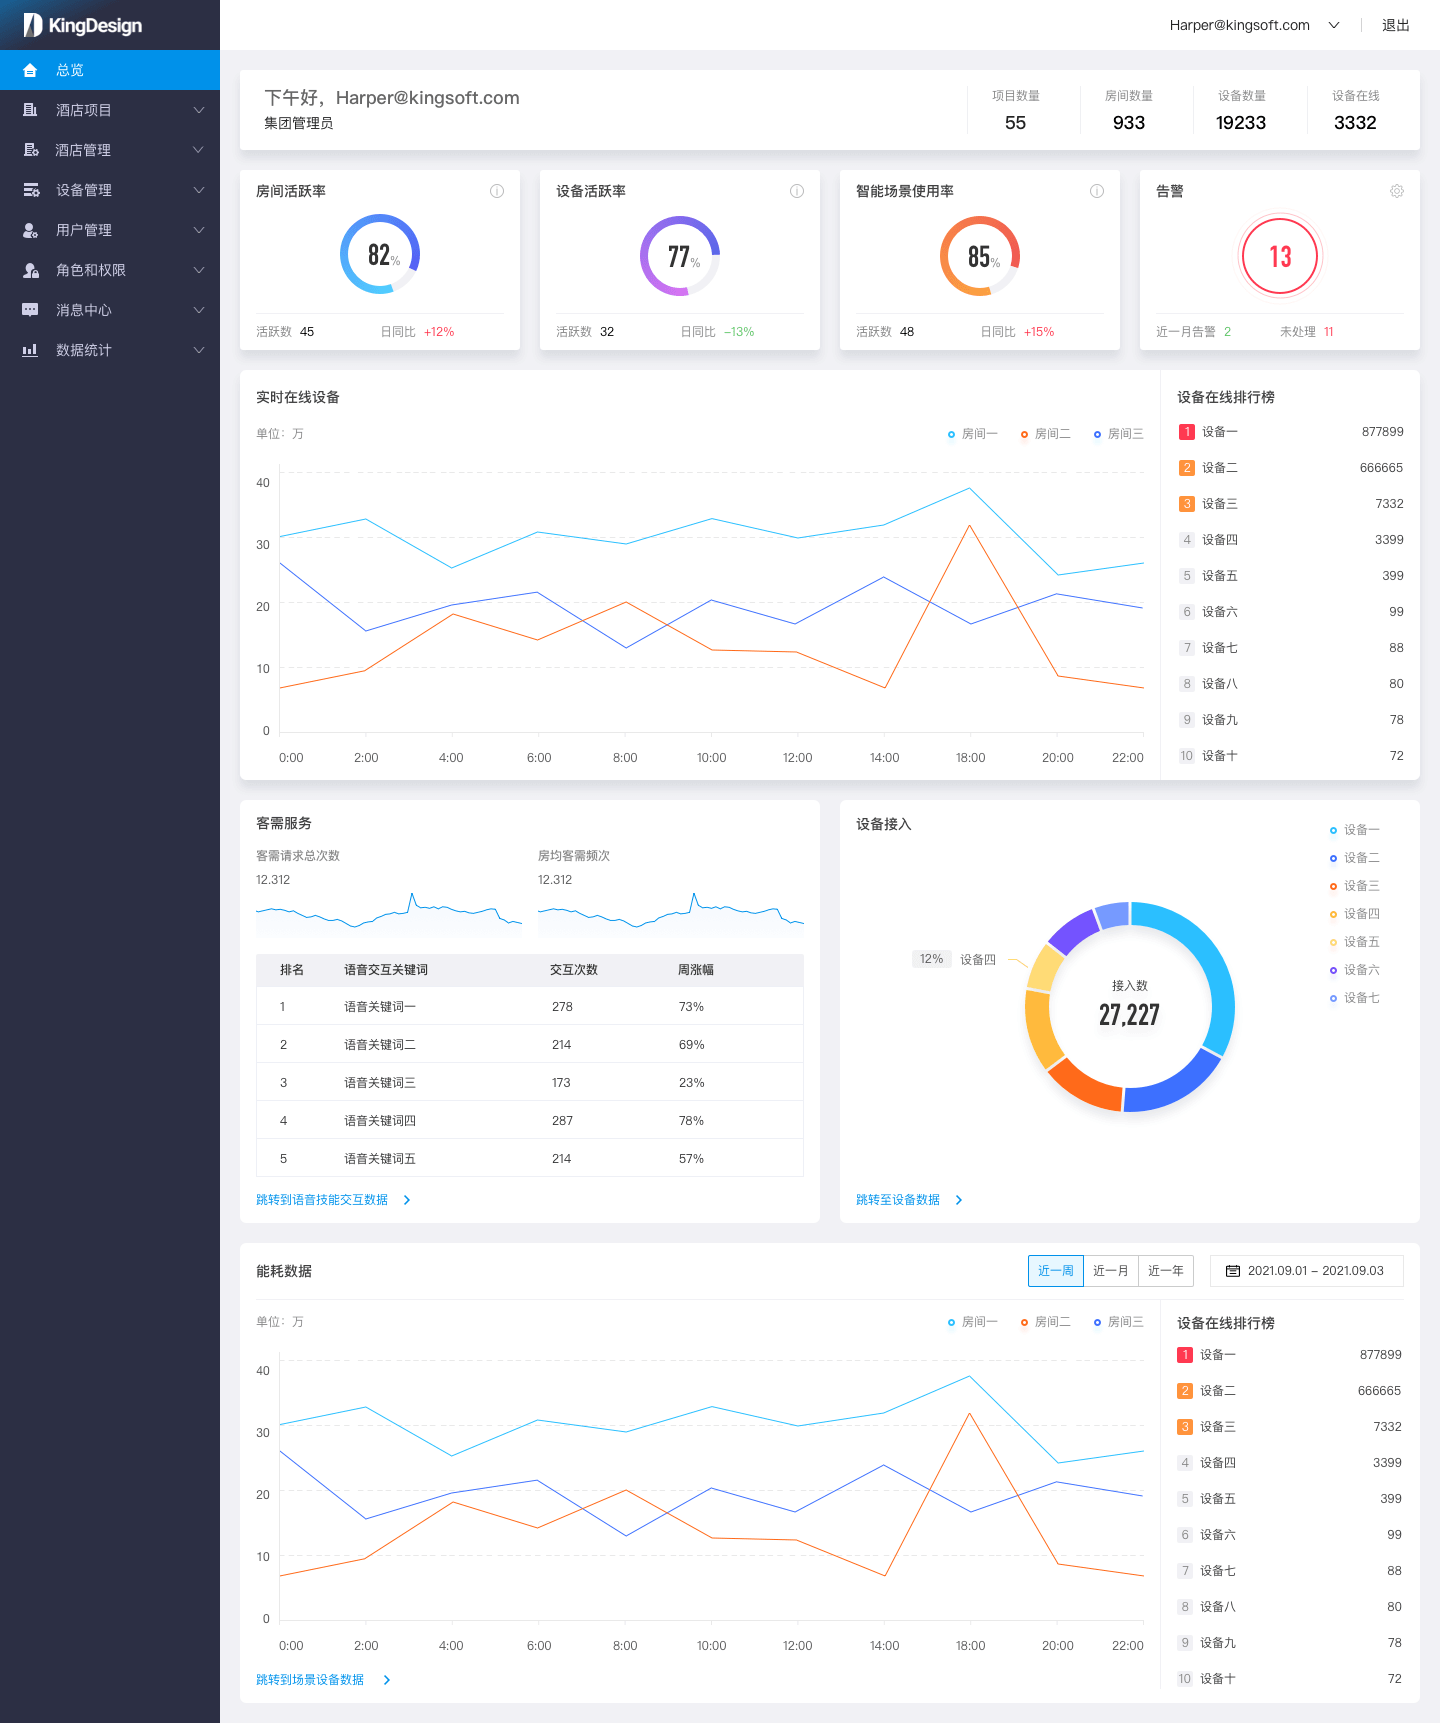 KingDesign
总览
酒店项目
酒店管理
设备管理
用户管理
角色和权限
消息中心
数据统计
Harper@kingsoft.com 退出
下午好，Harper@kingsoft.com
集团管理员
项目数量 房间数量 设备数量 设备在线
55 933 19233 3332
房间活跃率
82%
活跃数 45 日同比 +12%
设备活跃率
77%
活跃数 32 日同比 -13%
智能场景使用率
85%
活跃数 48 日同比 +15%
告警
13
近一月告警 2 未处理 11
实时在线设备
单位：万 房间一 房间二 房间三
40
30
20
10
0
0:00 2:00 4:00 6:00 8:00 10:00 12:00 14:00 18:00 20:00 22:00
设备在线排行榜
1 设备一 877899
2 设备二 666665
3 设备三 7332
4 设备四 3399
5 设备五 399
6 设备六 99
7 设备七 88
8 设备八 80
9 设备九 78
10 设备十 72
客需服务
客需请求总次数 房均客需频次
12.312 12.312
排名 语音交互关键词 交互次数 周涨幅
1 语音关键词一 278 73%
2 语音关键词二 214 69%
3 语音关键词三 173 23%
4 语音关键词四 287 78%
5 语音关键词五 214 57%
跳转到语音技能交互数据
设备接入
设备一
设备二
设备三
设备四
设备五
设备六
设备七
12% 设备四
接入数
27,227
跳转至设备数据
能耗数据
近一周 近一月 近一年 2021.09.01 - 2021.09.03
单位：万 房间一 房间二 房间三
40
30
20
10
0
0:00 2:00 4:00 6:00 8:00 10:00 12:00 14:00 18:00 20:00 22:00
跳转到场景设备数据
设备在线排行榜
1 设备一 877899
2 设备二 666665
3 设备三 7332
4 设备四 3399
5 设备五 399
6 设备六 99
7 设备七 88
8 设备八 80
9 设备九 78
10 设备十 72